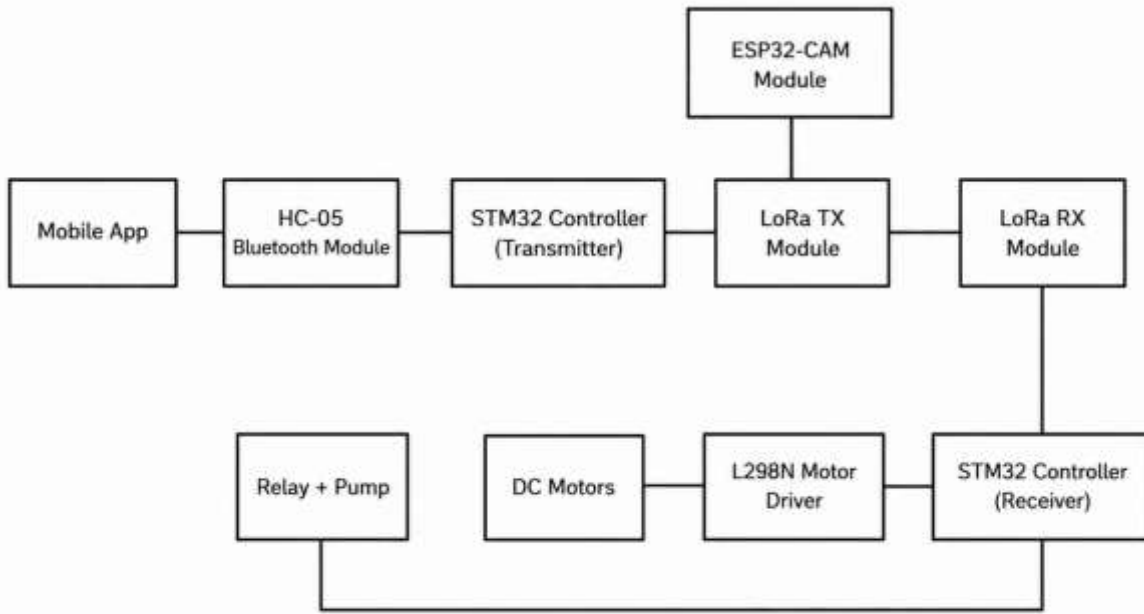 ESP32-CAM
Module
Mobile App
HC-05
Bluetooth Module
STM32 Controller
(Transmitter)
LoRa TX
Module
LoRa RX
Module
Relay + Pump
DC Motors
L298N Motor
Driver
STM32 Controller
(Receiver)